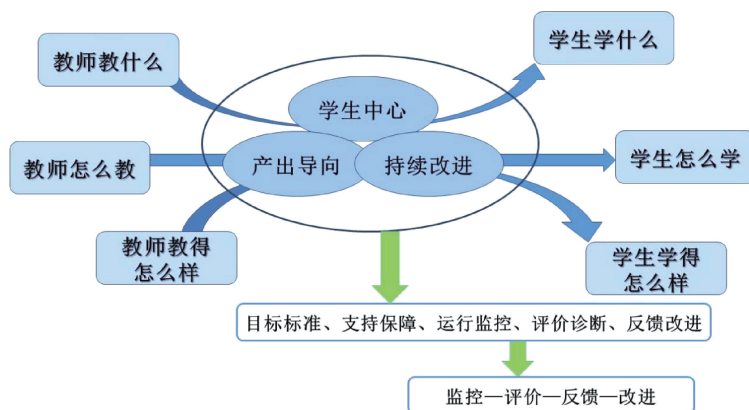 教师教什么
学生学什么
学生中心
教师怎么教
产出导向
持续改进
学生怎么学
教师教得
怎么样
学生学得
怎么样
目标标准、支持保障、运行监控、评价诊断、反馈改进
监控—评价—反馈—改进